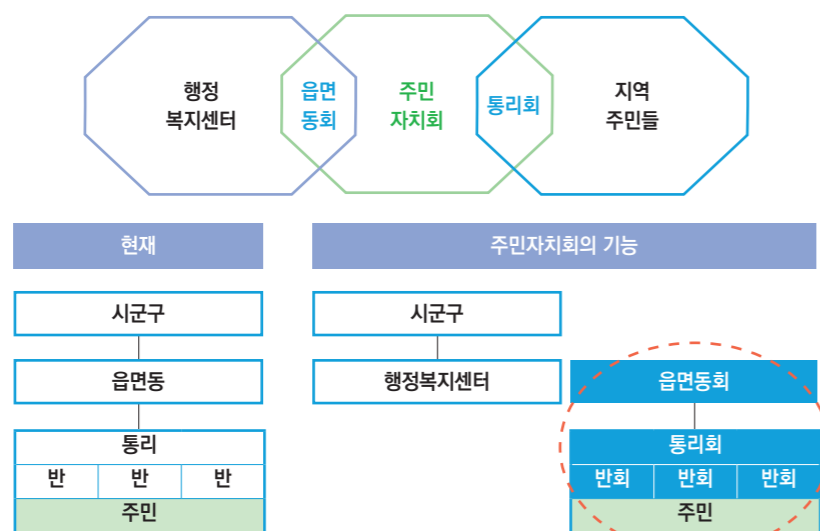 행정
복지센터
읍면
동회
주민
자치회
통리회
지역
주민들
현재
시군구
읍면동
통리
반 반 반
주민
주민자치회의 기능
시군구
행정복지센터
읍면동회
통리회
반회 반회 반회
주민